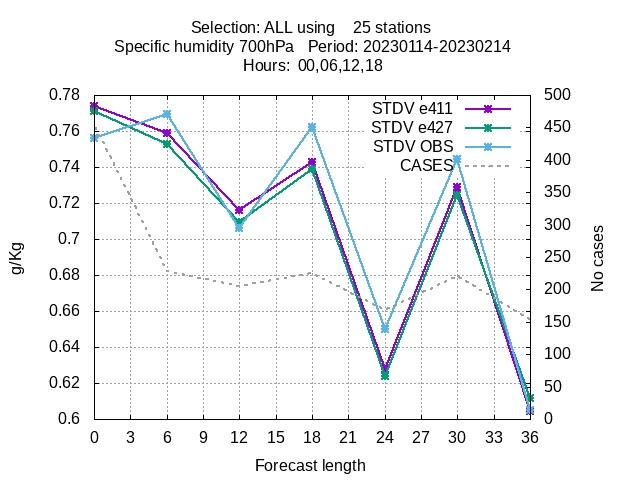 Selection: ALL using    25 stations
Specific humidity 700hPa   Period: 20230114-20230214
Hours:  00,06,12,18
0.78
0.76
0.74
0.72
0.7
0.68
0.66
0.64
0.62
0.6
g/Kg
STDV e411
STDV e427
STDV OBS
CASES
500
450
400
350
300
250
200
150
100
50
0
No cases
0 3 6 9 12 15 18 21 24 27 30 33 36
Forecast length